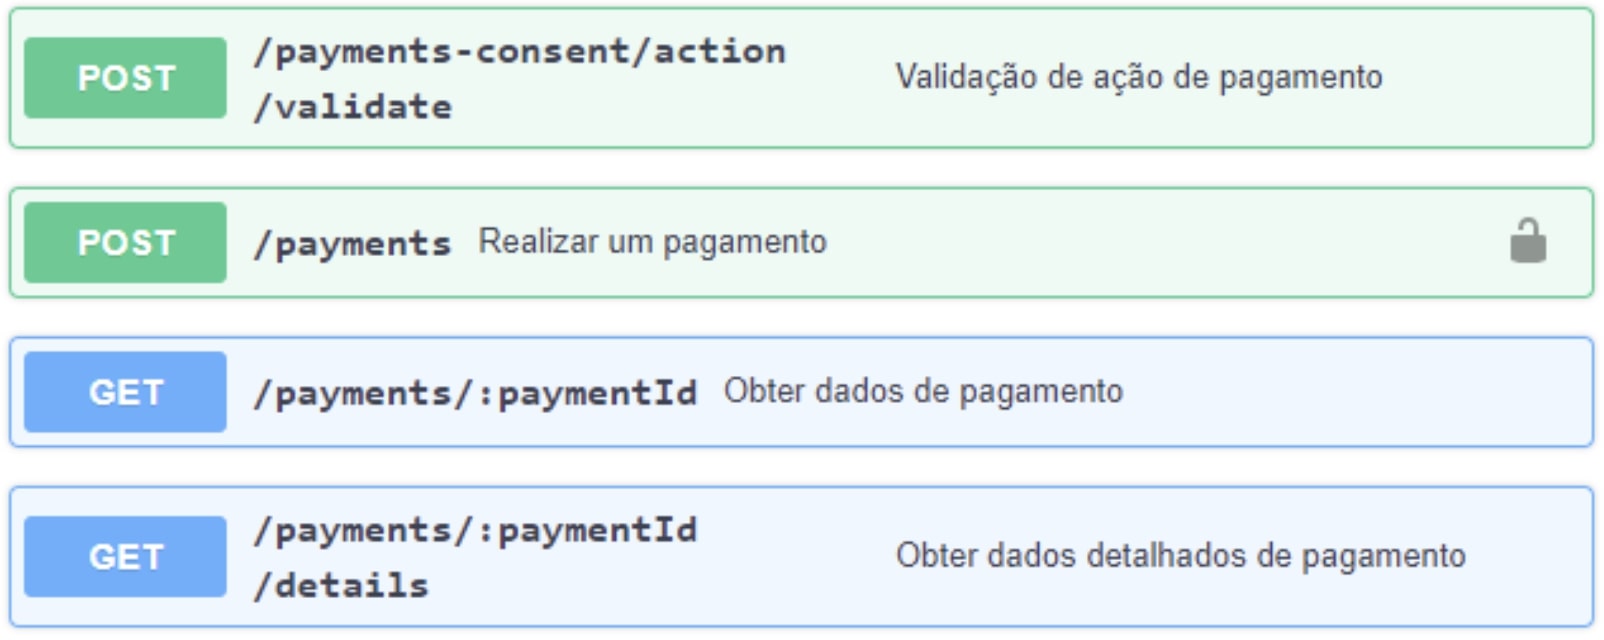 POST /payments-consent/action
/validate Validação de ação de pagamento
POST /payments Realizar um pagamento
GET /payments/:paymentId Obter dados de pagamento
GET /payments/:paymentId
/details Obter dados detalhados de pagamento